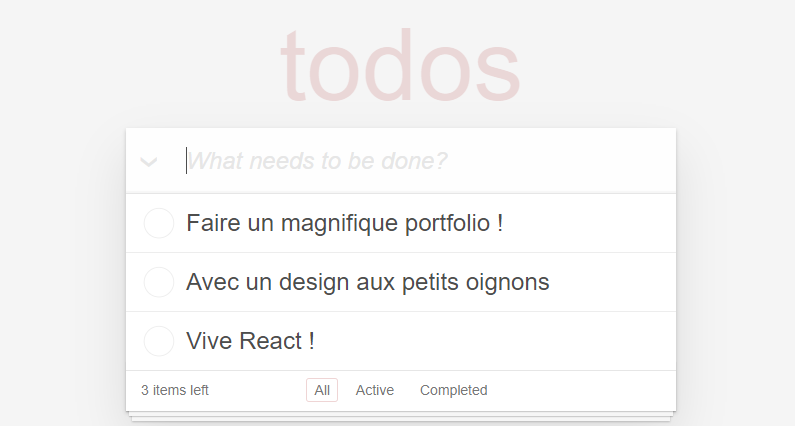 todos
What needs to be done?
Faire un magnifique portfolio !
Avec un design aux petits oignons
Vive React !
3 items left All Active Completed